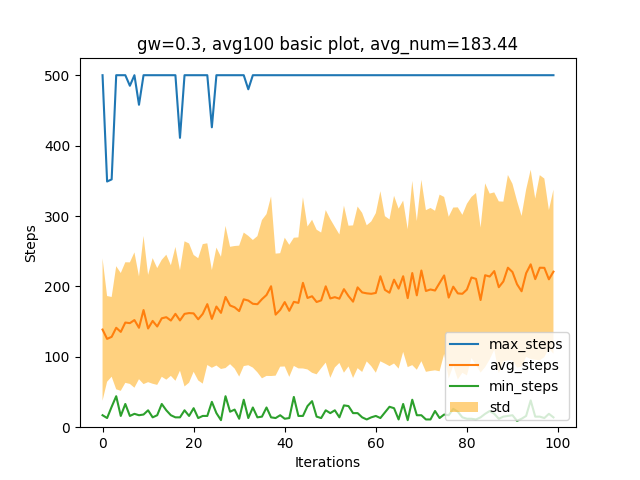 gw=0.3, avg100 basic plot, avg_num=183.44
500
400
300
200
100
0
Steps
max_steps
avg_steps
min_steps
std
0 20 40 60 80 100
Iterations